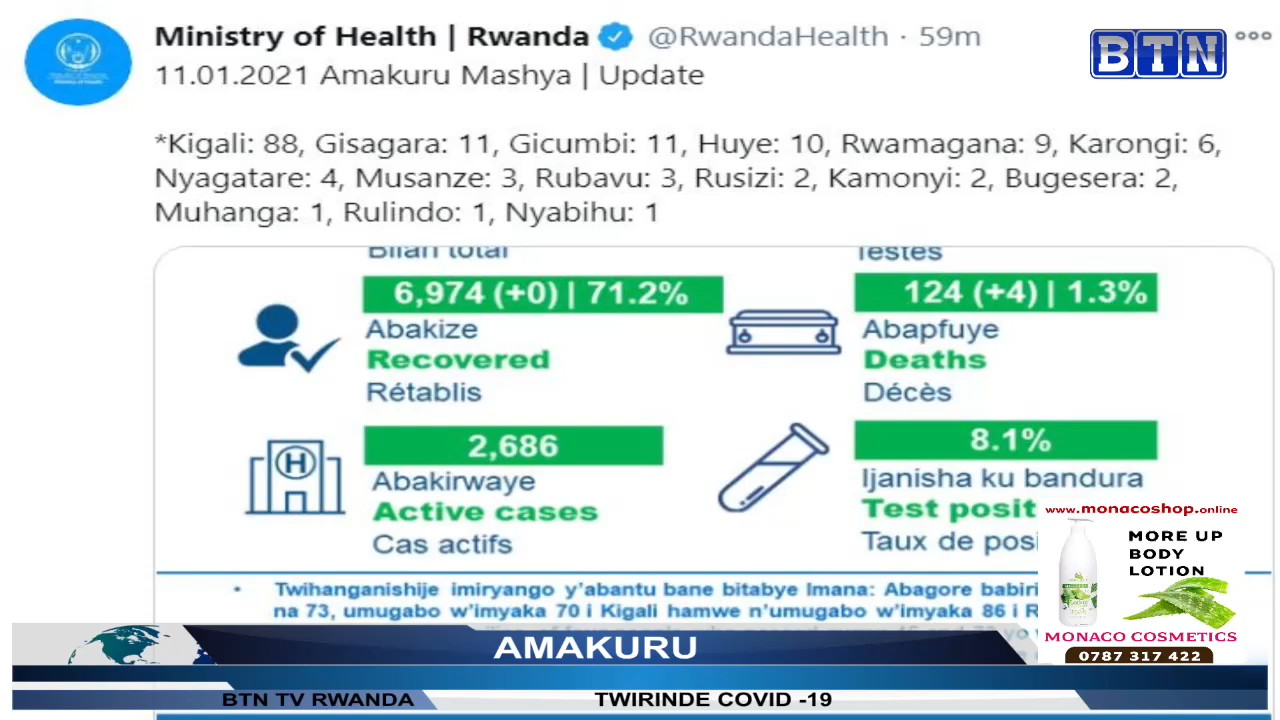 Ministry of Health | Rwanda @RwandaHealth · 59m
BTN
11.01.2021 Amakuru Mashya | Update
*Kigali: 88, Gisagara: 11, Gicumbi: 11, Huye: 10, Rwamagana: 9, Karongi: 6,
Nyagatare: 4, Musanze: 3, Rubavu: 3, Rusizi: 2, Kamonyi: 2, Bugesera: 2,
Muhanga: 1, Rulindo: 1, Nyabihu: 1
Bilan total
Testés
6,974 (+0) | 71.2%
124 (+4) | 1.3%
Abakize
Abapfuye
Recovered
Deaths
Rétablis
Décès
2,686
8.1%
H
Abakirwaye
Ijanisha ku bandura
Active cases
Test posit
Cas actifs
Taux de posi
www.monacoshop.online
MORE UP
BODY
LOTION
MONACO COSMETICS
0787 317 422
• Twihanganishije imiryango y'abantu bane bitabye Imana: Abagore babiri
na 73, umugabo w'imyaka 70 i Kigali hamwe n'umugabo w'imyaka 86 i R
AMAKURU
BTN TV RWANDA
TWIRINDE COVID -19